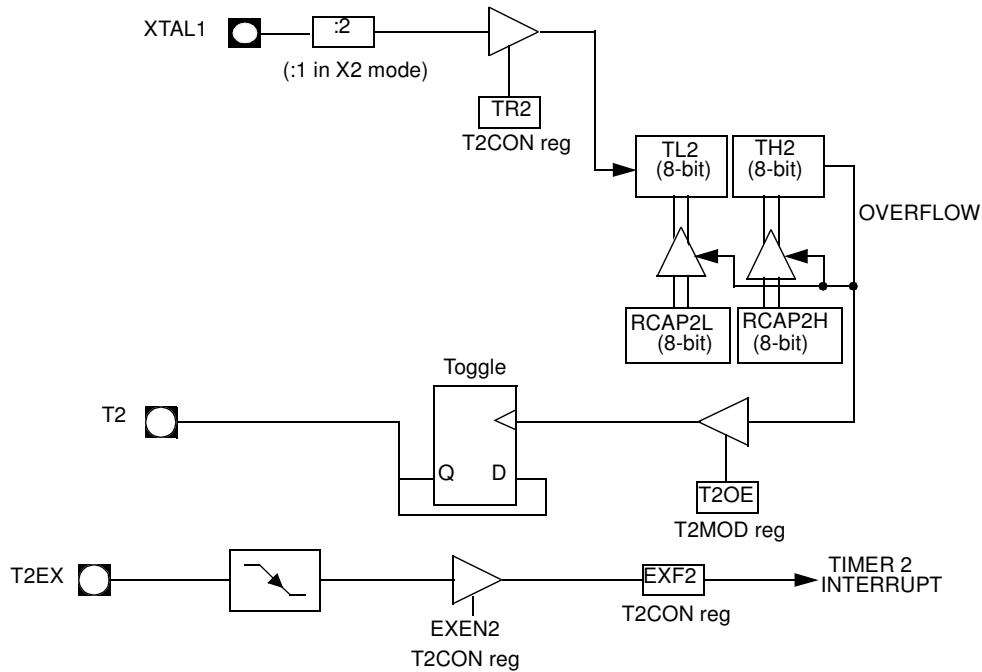 XTAL1
:2
(:1 in X2 mode)
TR2
T2CON reg
TL2
(8-bit)
TH2
(8-bit)
OVERFLOW
RCAP2L
(8-bit)
RCAP2H
(8-bit)
Toggle
T2
Q
D
T2OE
T2MOD reg
T2EX
EXEN2
T2CON reg
EXF2
T2CON reg
TIMER 2
INTERRUPT